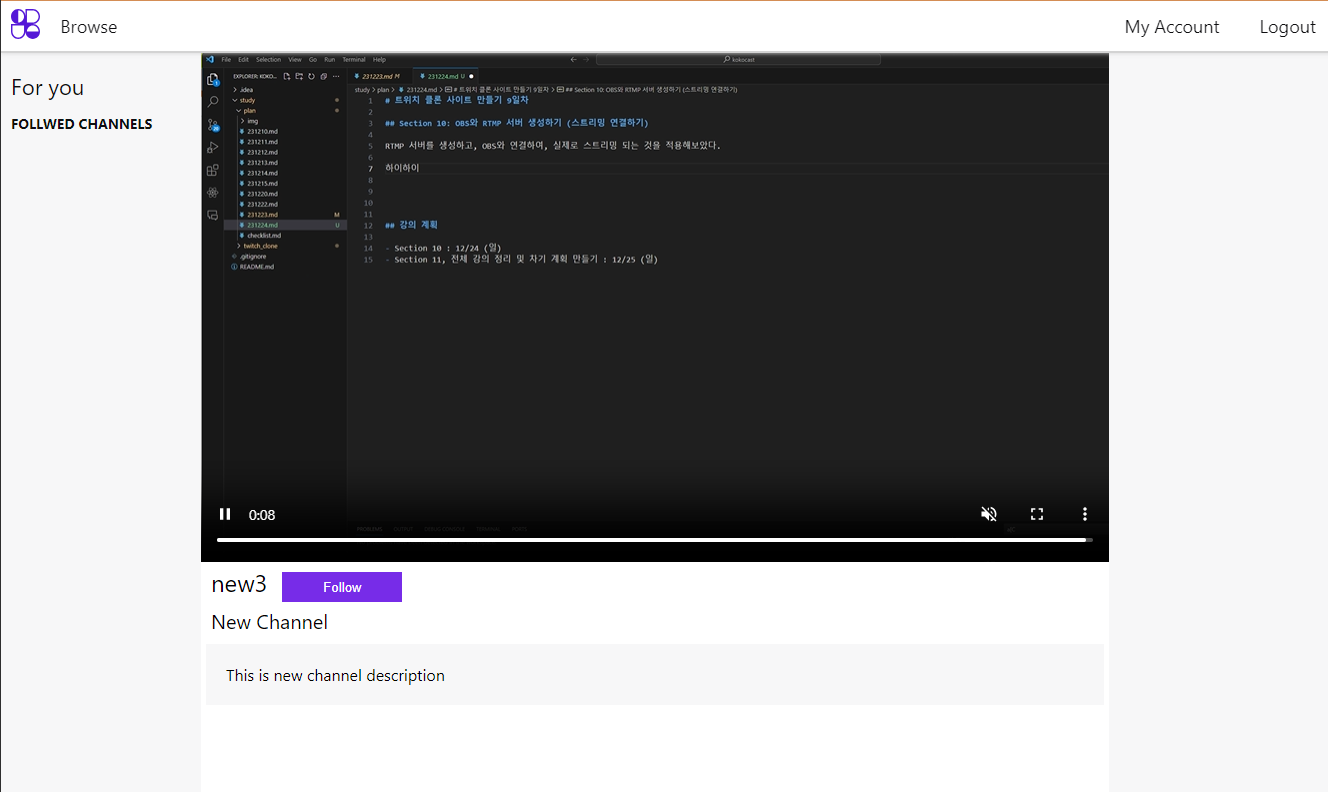 Browse
My Account
Logout
For you
FOLLWED CHANNELS
File Edit Selection View Go Run Terminal Help
kokocast
EXPLORER: KOKO...
231223.md M
231224.md U
study > plan > 231224.md > # 트위치 클론 사이트 만들기 9일차 > ## Section 10: OBS와 RTMP 서버 생성하기 (스트리밍 연결하기)
.idea
study
plan
img
231210.md
231211.md
231212.md
231213.md
231214.md
231215.md
231220.md
231222.md
231223.md M
231224.md U
checklist.md
twitch_clone
.gitignore
README.md
1 # 트위치 클론 사이트 만들기 9일차
2
3 ## Section 10: OBS와 RTMP 서버 생성하기 (스트리밍 연결하기)
4
5 RTMP 서버를 생성하고, OBS와 연결하여, 실제로 스트리밍 되는 것을 적용해보았다.
6
7 하이하이
8
9
10
11
12 ## 강의 계획
13
14 - Section 10 : 12/24 (일)
15 - Section 11, 전체 강의 정리 및 차기 계획 만들기 : 12/25 (일)
PROBLEMS OUTPUT DEBUG CONSOLE TERMINAL PORTS
0:08
new3
Follow
New Channel
This is new channel description